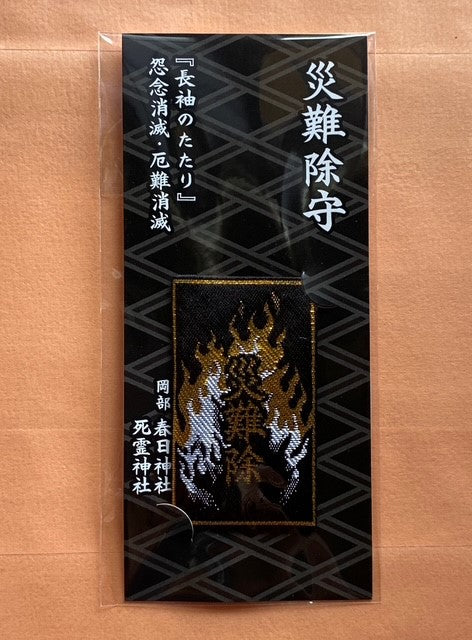 災難除守
『長袖のたたり』
怨念消滅・厄難消滅
災難除
岡部 春日神社
死霊神社